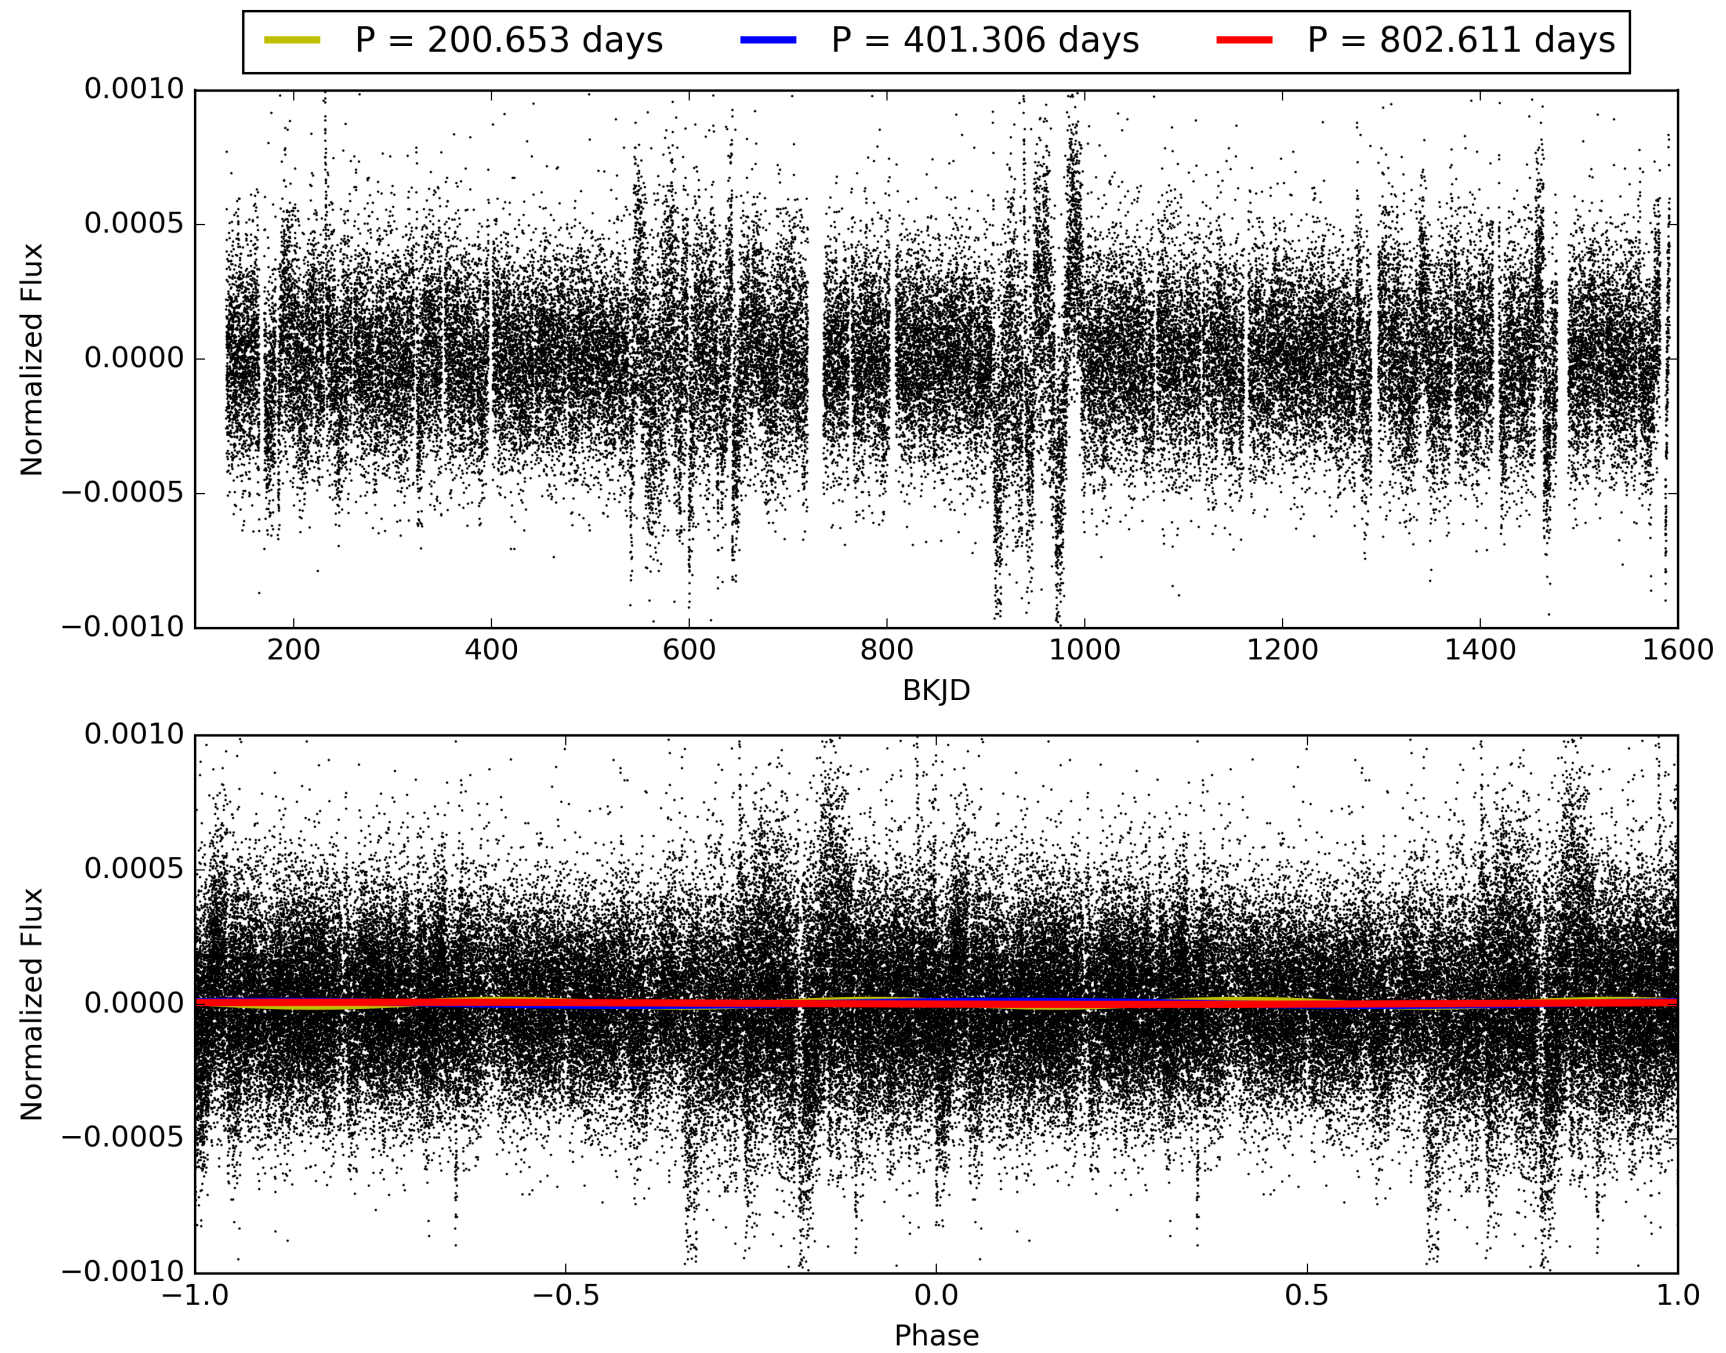 P = 200.653 days P = 401.306 days P = 802.611 days
0.0010
0.0005
0.0000
−0.0005
−0.0010
Normalized Flux
200 400 600 800 1000 1200 1400 1600
BKJD
0.0010
0.0005
0.0000
−0.0005
−0.0010
Normalized Flux
−1.0 −0.5 0.0 0.5 1.0
Phase